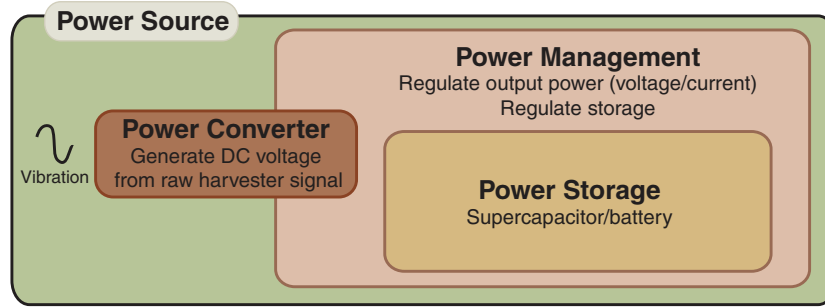 Power Source
Power Management
Regulate output power (voltage/current)
Regulate storage
Power Converter
Generate DC voltage
from raw harvester signal
Vibration
Power Storage
Supercapacitor/battery